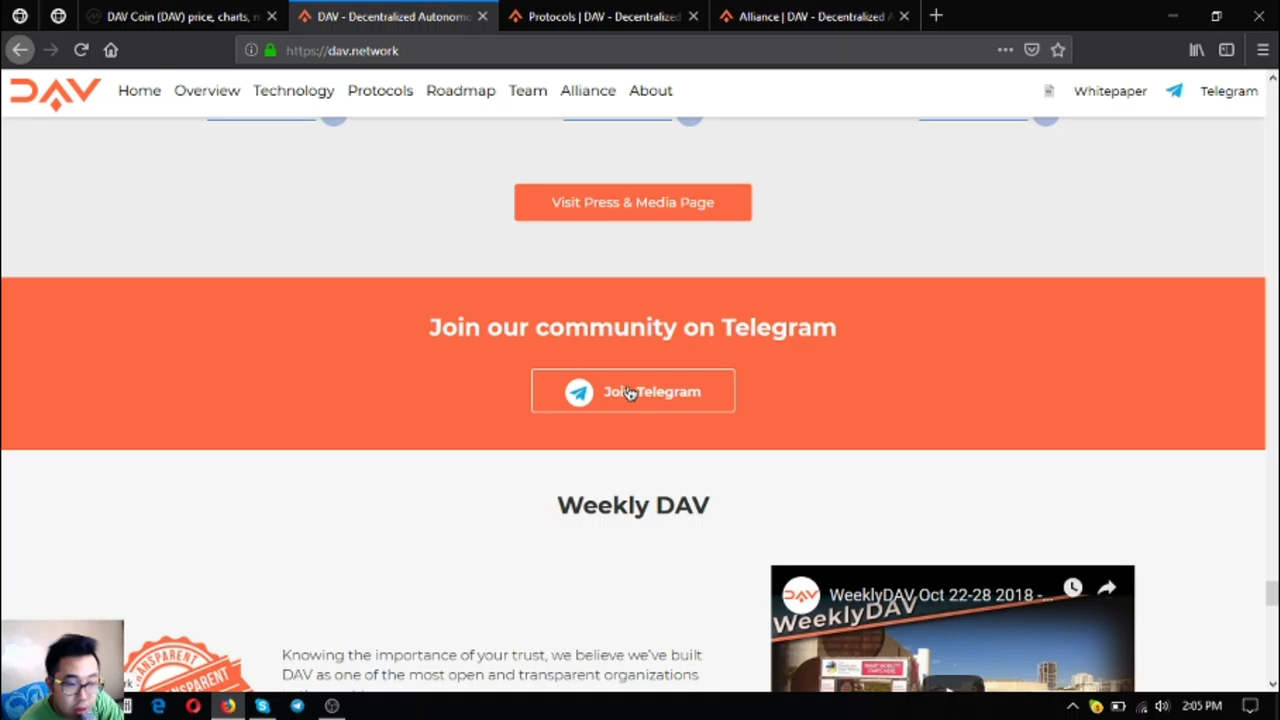 DAV Coin (DAV) price, charts, m
DAV - Decentralized Autonomo
Protocols | DAV - Decentralized
Alliance | DAV - Decentralized A
https://dav.network
DAV Home Overview Technology Protocols Roadmap Team Alliance About Whitepaper Telegram
Visit Press & Media Page
Join our community on Telegram
Join Telegram
Weekly DAV
DAV WeeklyDAV Oct 22-28 2018 -...
WeeklyDAV
TRANSPARENT
TRANSPARENT
Knowing the importance of your trust, we believe we've built
DAV as one of the most open and transparent organizations
2:05 PM